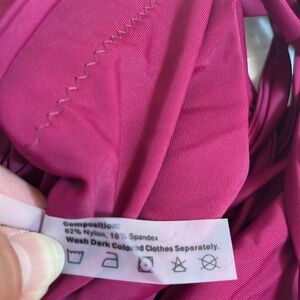 Composition:
82% Nylon, 18% Spandex
Wash Dark Colored Clothes Separately.